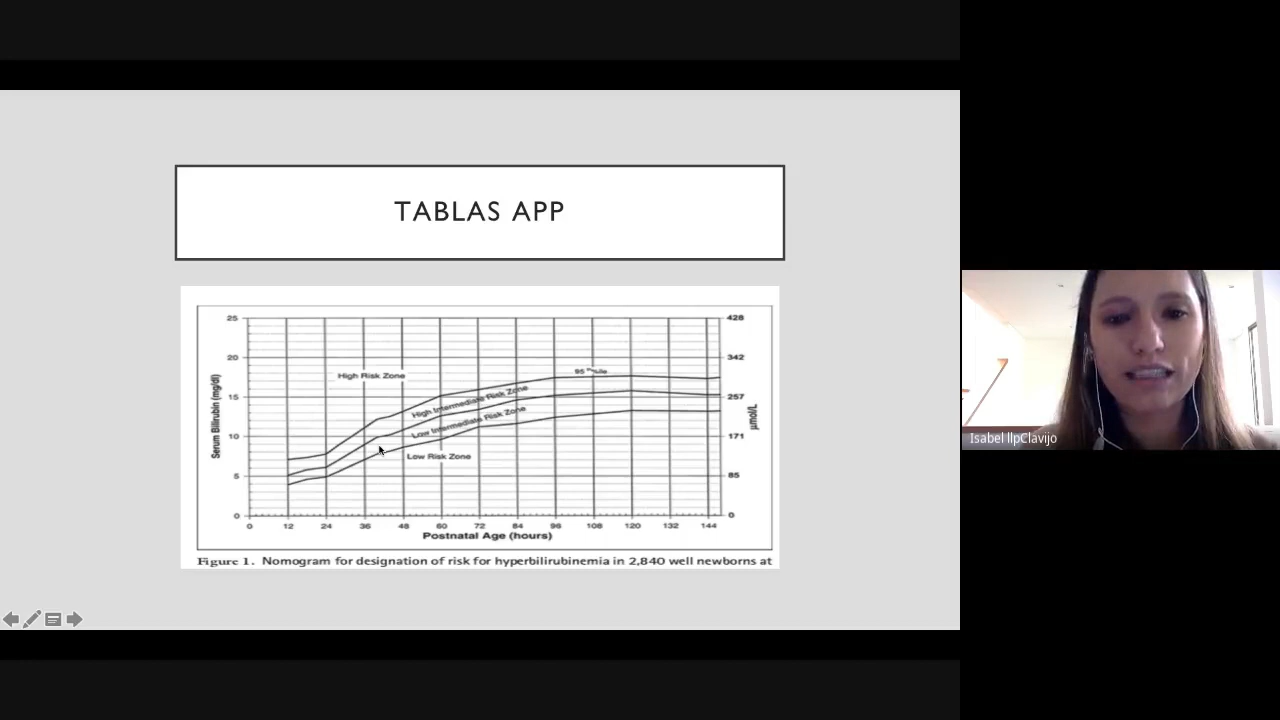 TABLAS APP
25
20
15
10
5
0
Serum Bilirubin (mg/dl)
428
342
257
171
85
0
µmol/L
High Risk Zone
95 %ile
High Intermediate Risk Zone
Low Intermediate Risk Zone
Low Risk Zone
0 12 24 36 48 60 72 84 96 108 120 132 144
Postnatal Age (hours)
Figure 1. Nomogram for designation of risk for hyperbilirubinemia in 2,840 well newborns at
Isabel llpClavijo